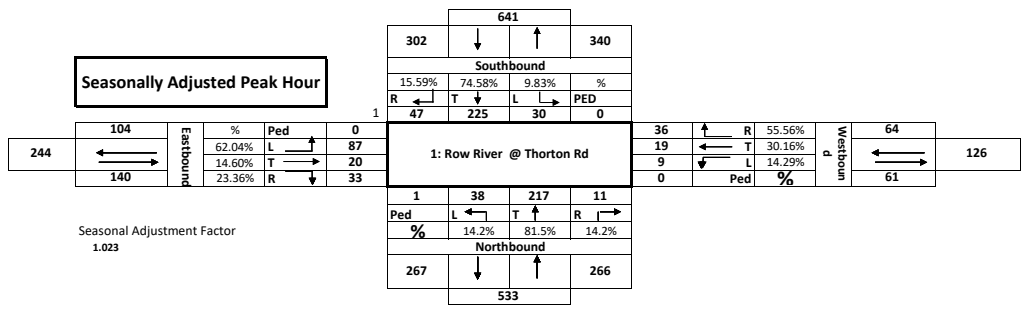 641
302 340
Southbound
Seasonally Adjusted Peak Hour
15.59% 74.58% 9.83% %
R T L PED
1 47 225 30 0
104 Eastbound % Ped 0 36 R 55.56% Westbound 64
244 62.04% L 87 1: Row River @ Thorton Rd 19 T 30.16% 126
14.60% T 20 9 L 14.29%
140 23.36% R 33 0 Ped % 61
1 38 217 11
Ped L T R
Seasonal Adjustment Factor % 14.2% 81.5% 14.2%
1.023 Northbound
267 266
533